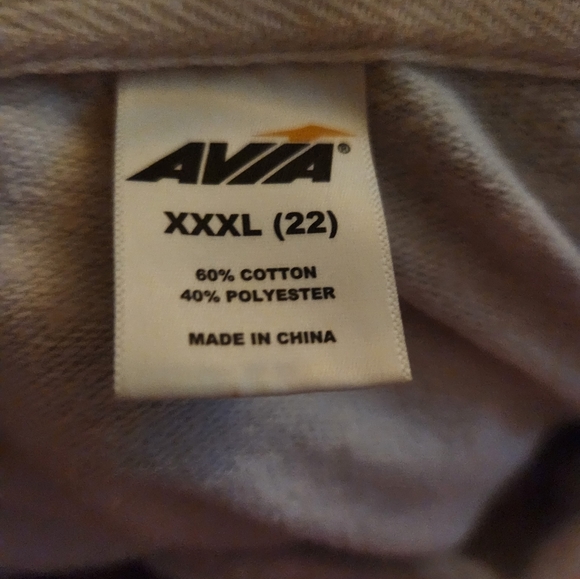 AVIA®
XXXL (22)
60% COTTON
40% POLYESTER
MADE IN CHINA